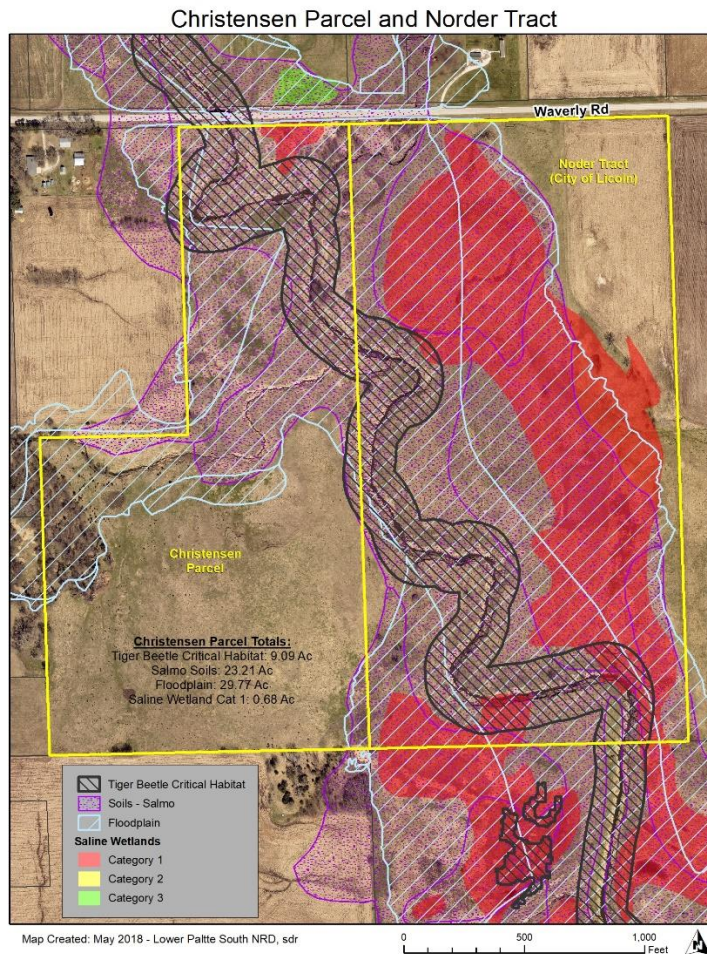 Christensen Parcel and Norder Tract
Waverly Rd
Noder Tract
(City of Licoln)
Christensen
Parcel
Christensen Parcel Totals:
Tiger Beetle Critical Habitat: 9.09 Ac
Salmo Soils: 23.21 Ac
Floodplain: 29.77 Ac
Saline Wetland Cat 1: 0.68 Ac
Tiger Beetle Critical Habitat
Soils - Salmo
Floodplain
Saline Wetlands
Category 1
Category 2
Category 3
Map Created: May 2018 - Lower Paltte South NRD, sdr
0 500 1,000
Feet
N